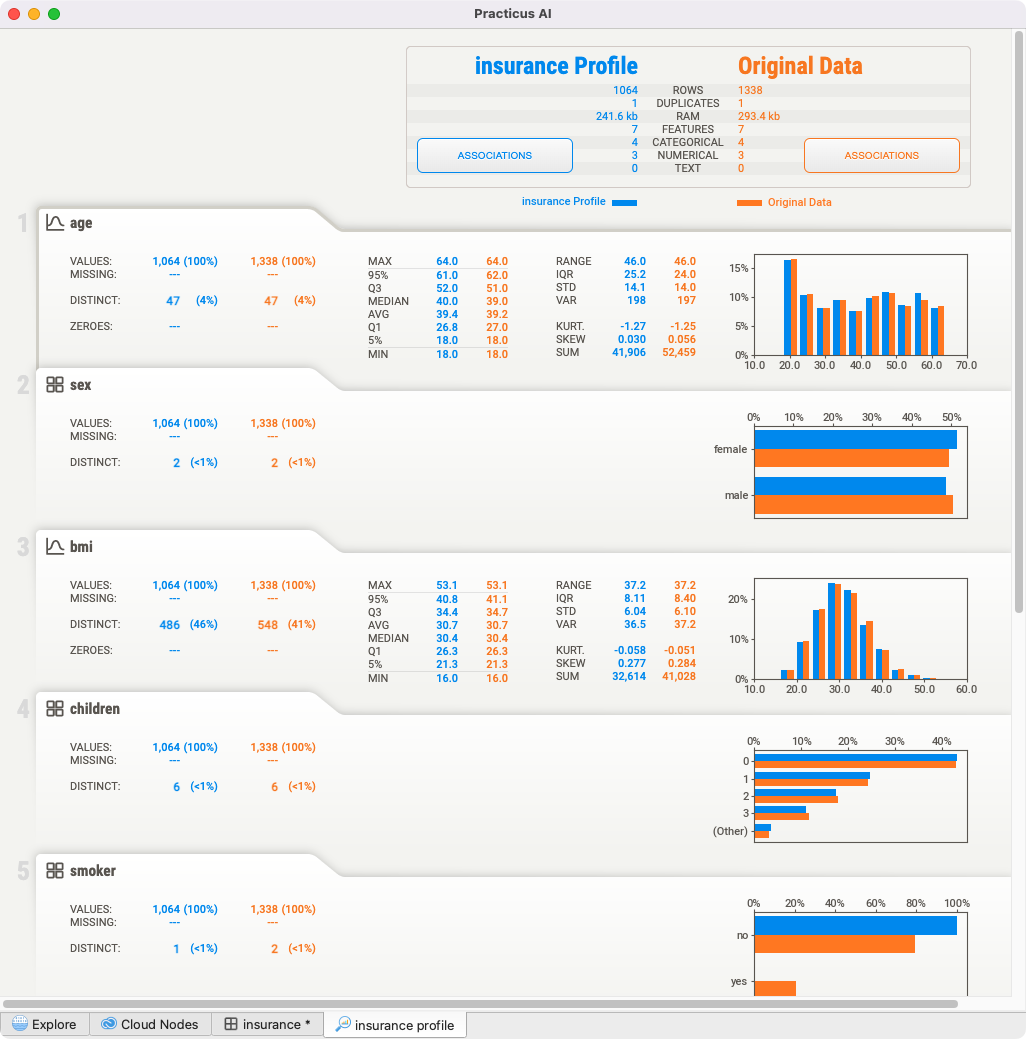 Practicus AI
insurance Profile Original Data
1064 ROWS 1338
1 DUPLICATES 1
241.6 kb RAM 293.4 kb
7 FEATURES 7
4 CATEGORICAL 4
3 NUMERICAL 3
0 TEXT 0
ASSOCIATIONS ASSOCIATIONS
insurance Profile Original Data
1 age
VALUES: 1,064 (100%) 1,338 (100%)
MISSING: --- ---
DISTINCT: 47 (4%) 47 (4%)
ZEROES: --- ---
MAX 64.0 64.0
95% 61.0 62.0
Q3 52.0 51.0
MEDIAN 40.0 39.0
AVG 39.4 39.2
Q1 26.8 27.0
5% 18.0 18.0
MIN 18.0 18.0
RANGE 46.0 46.0
IQR 25.2 24.0
STD 14.1 14.0
VAR 198 197
KURT. -1.27 -1.25
SKEW 0.030 0.056
SUM 41,906 52,459
15%
10%
5%
0%
10.0 20.0 30.0 40.0 50.0 60.0 70.0
2 sex
VALUES: 1,064 (100%) 1,338 (100%)
MISSING: --- ---
DISTINCT: 2 (<1%) 2 (<1%)
0% 10% 20% 30% 40% 50%
female
male
3 bmi
VALUES: 1,064 (100%) 1,338 (100%)
MISSING: --- ---
DISTINCT: 486 (46%) 548 (41%)
ZEROES: --- ---
MAX 53.1 53.1
95% 40.8 41.1
Q3 34.4 34.7
AVG 30.7 30.7
MEDIAN 30.4 30.4
Q1 26.3 26.3
5% 21.3 21.3
MIN 16.0 16.0
RANGE 37.2 37.2
IQR 8.11 8.40
STD 6.04 6.10
VAR 36.5 37.2
KURT. -0.058 -0.051
SKEW 0.277 0.284
SUM 32,614 41,028
20%
10%
0%
10.0 20.0 30.0 40.0 50.0 60.0
4 children
VALUES: 1,064 (100%) 1,338 (100%)
MISSING: --- ---
DISTINCT: 6 (<1%) 6 (<1%)
0% 10% 20% 30% 40%
0
1
2
3
(Other)
5 smoker
VALUES: 1,064 (100%) 1,338 (100%)
MISSING: --- ---
DISTINCT: 1 (<1%) 2 (<1%)
0% 20% 40% 60% 80% 100%
no
yes
Explore Cloud Nodes insurance * insurance profile